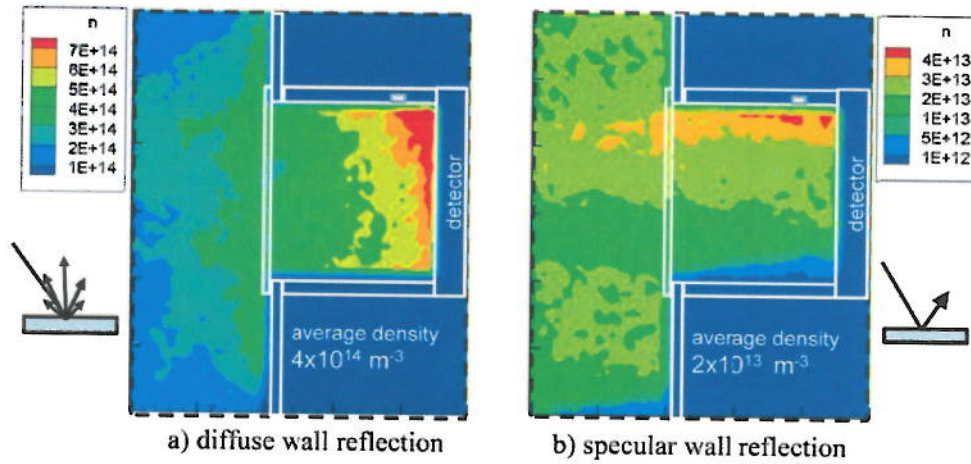 n
7E+14
6E+14
5E+14
4E+14
3E+14
2E+14
1E+14
detector
average density
4x10¹⁴ m⁻³
a) diffuse wall reflection
n
4E+13
3E+13
2E+13
1E+13
5E+12
1E+12
detector
average density
2x10¹³ m⁻³
b) specular wall reflection